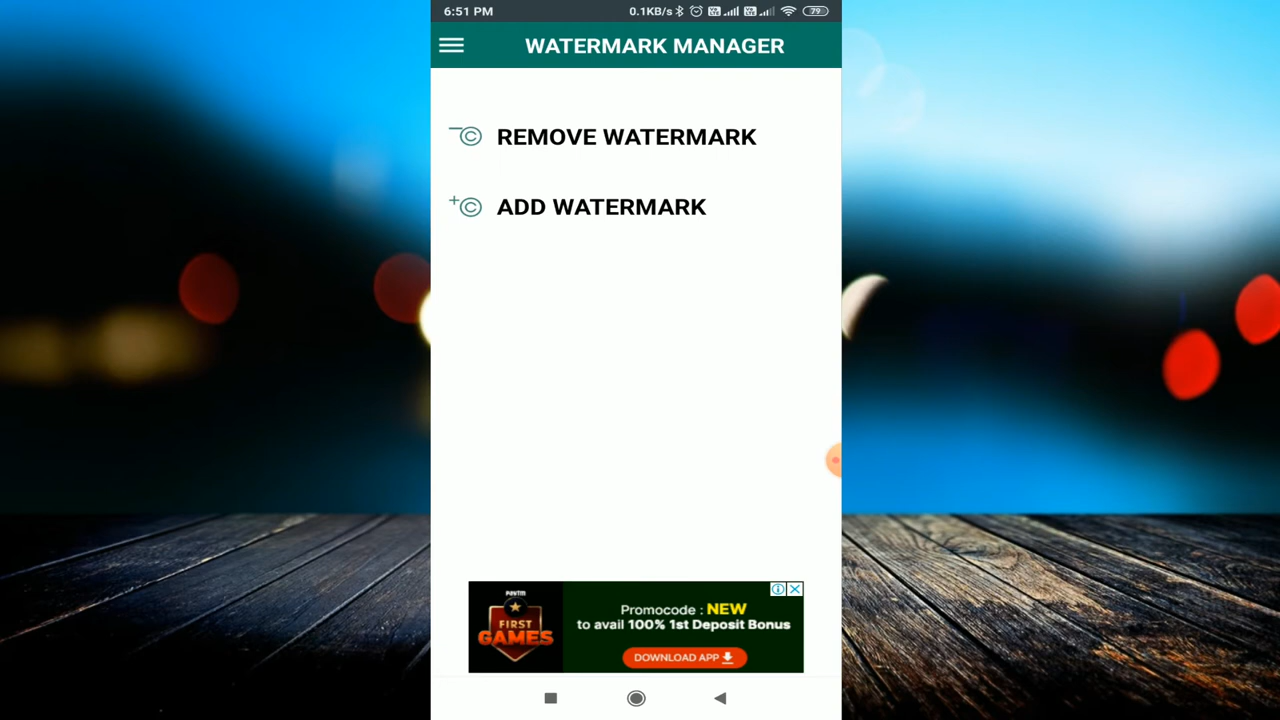 6:51 PM
0.1KB/s
79
WATERMARK MANAGER
REMOVE WATERMARK
ADD WATERMARK
PAYTM
FIRST
GAMES
Promocode : NEW
to avail 100% 1st Deposit Bonus
DOWNLOAD APP